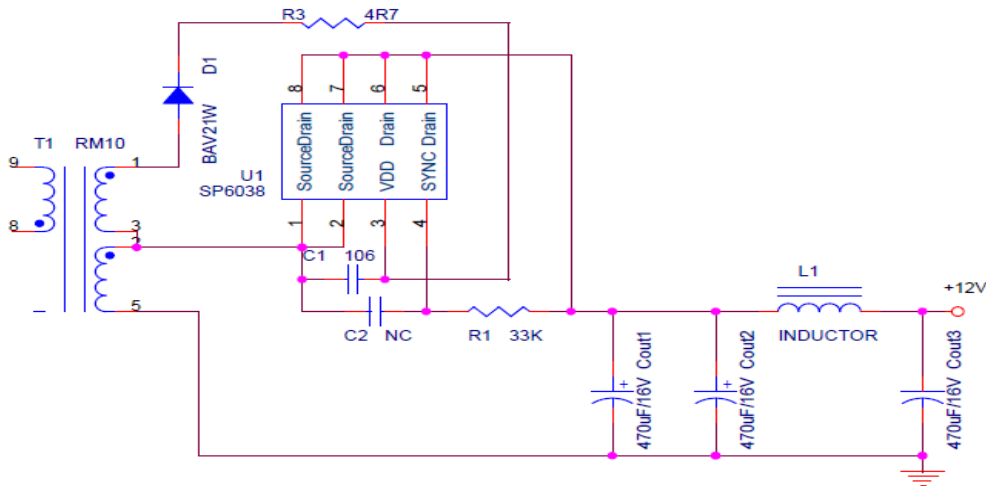 R3 4R7
D1
BAV21W
T1 RM10
9
8
1
3
2
5
U1
SP6038
8 7 6 5
SourceDrain
SourceDrain
VDD Drain
SYNC Drain
1 2 3 4
C1 106
C2 NC
R1 33K
L1
INDUCTOR
+12V
+
470uF/16V Cout1
+
470uF/16V Cout2
470uF/16V Cout3